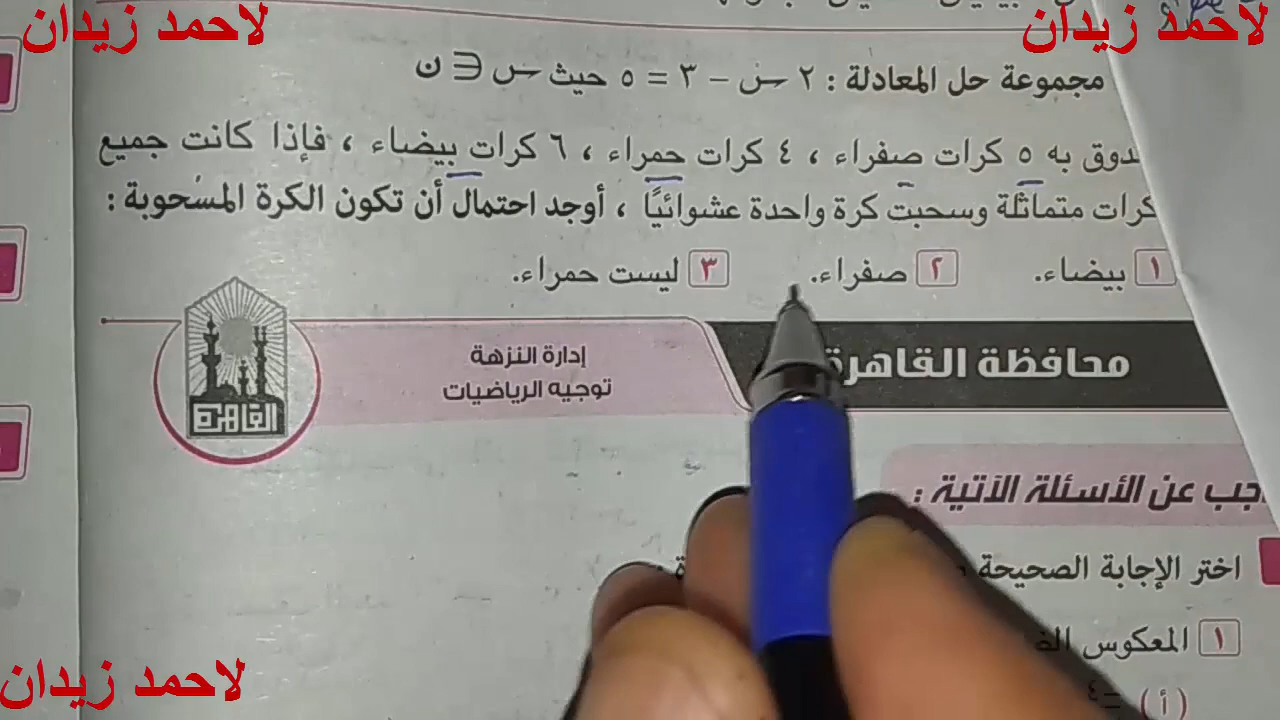 لاحمد زيدان
لاحمد زيدان
مجموعة حل المعادلة : ٢ س - ٣ = ٥ حيث س ∋ ن
به ٥ كرات صفراء ، ٤ كرات حمراء ، ٦ كرات بيضاء ، فإذا كانت جميع
كرات متماثلة وسحبت كرة واحدة عشوائيًا ، أوجد احتمال أن تكون الكرة المسحوبة :
١ بيضاء. ٢ صفراء. ٣ ليست حمراء.
محافظة القاهرة
إدارة النزهة
توجيه الرياضيات
القاهرة
عن الأسئلة الآتية :
اختر الإجابة الصحيحة
١ المعكوس
(أ)
لاحمد زيدان